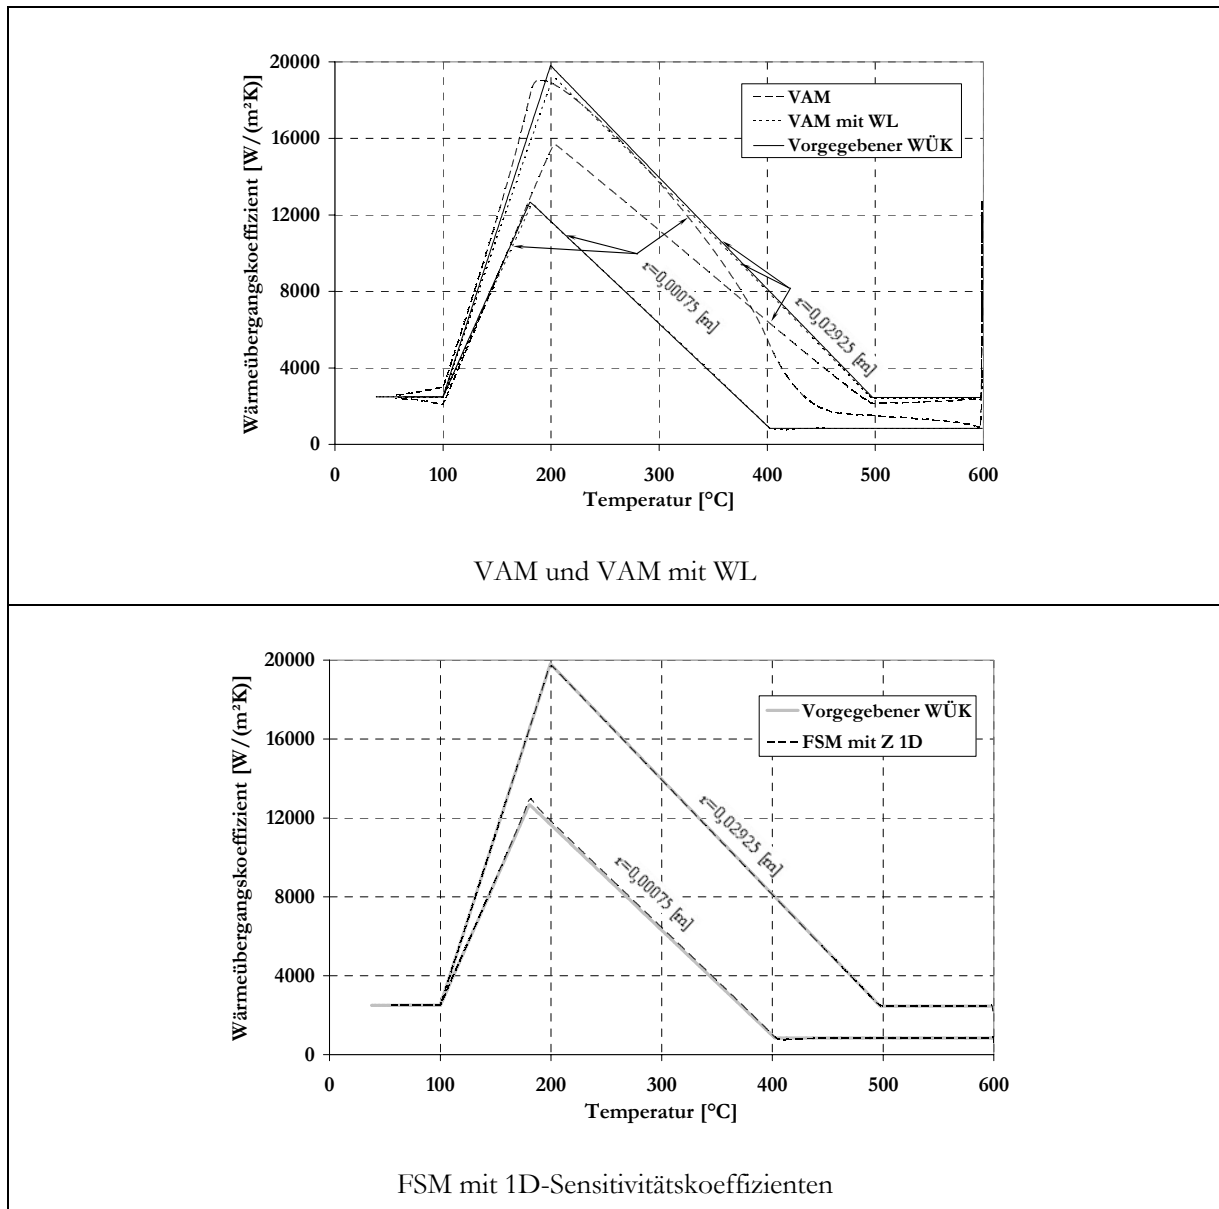 Wärmeübergangskoeffizient [W/(m²K)]
20000
16000
12000
8000
4000
0
0 100 200 300 400 500 600
Temperatur [°C]
VAM
VAM mit WL
Vorgegebener WÜK
r=0,00075 [m]
r=0,02925 [m]
VAM und VAM mit WL
Wärmeübergangskoeffizient [W/(m²K)]
20000
16000
12000
8000
4000
0
0 100 200 300 400 500 600
Temperatur [°C]
Vorgegebener WÜK
FSM mit Z 1D
r=0,02925 [m]
r=0,00075 [m]
FSM mit 1D-Sensitivitätskoeffizienten